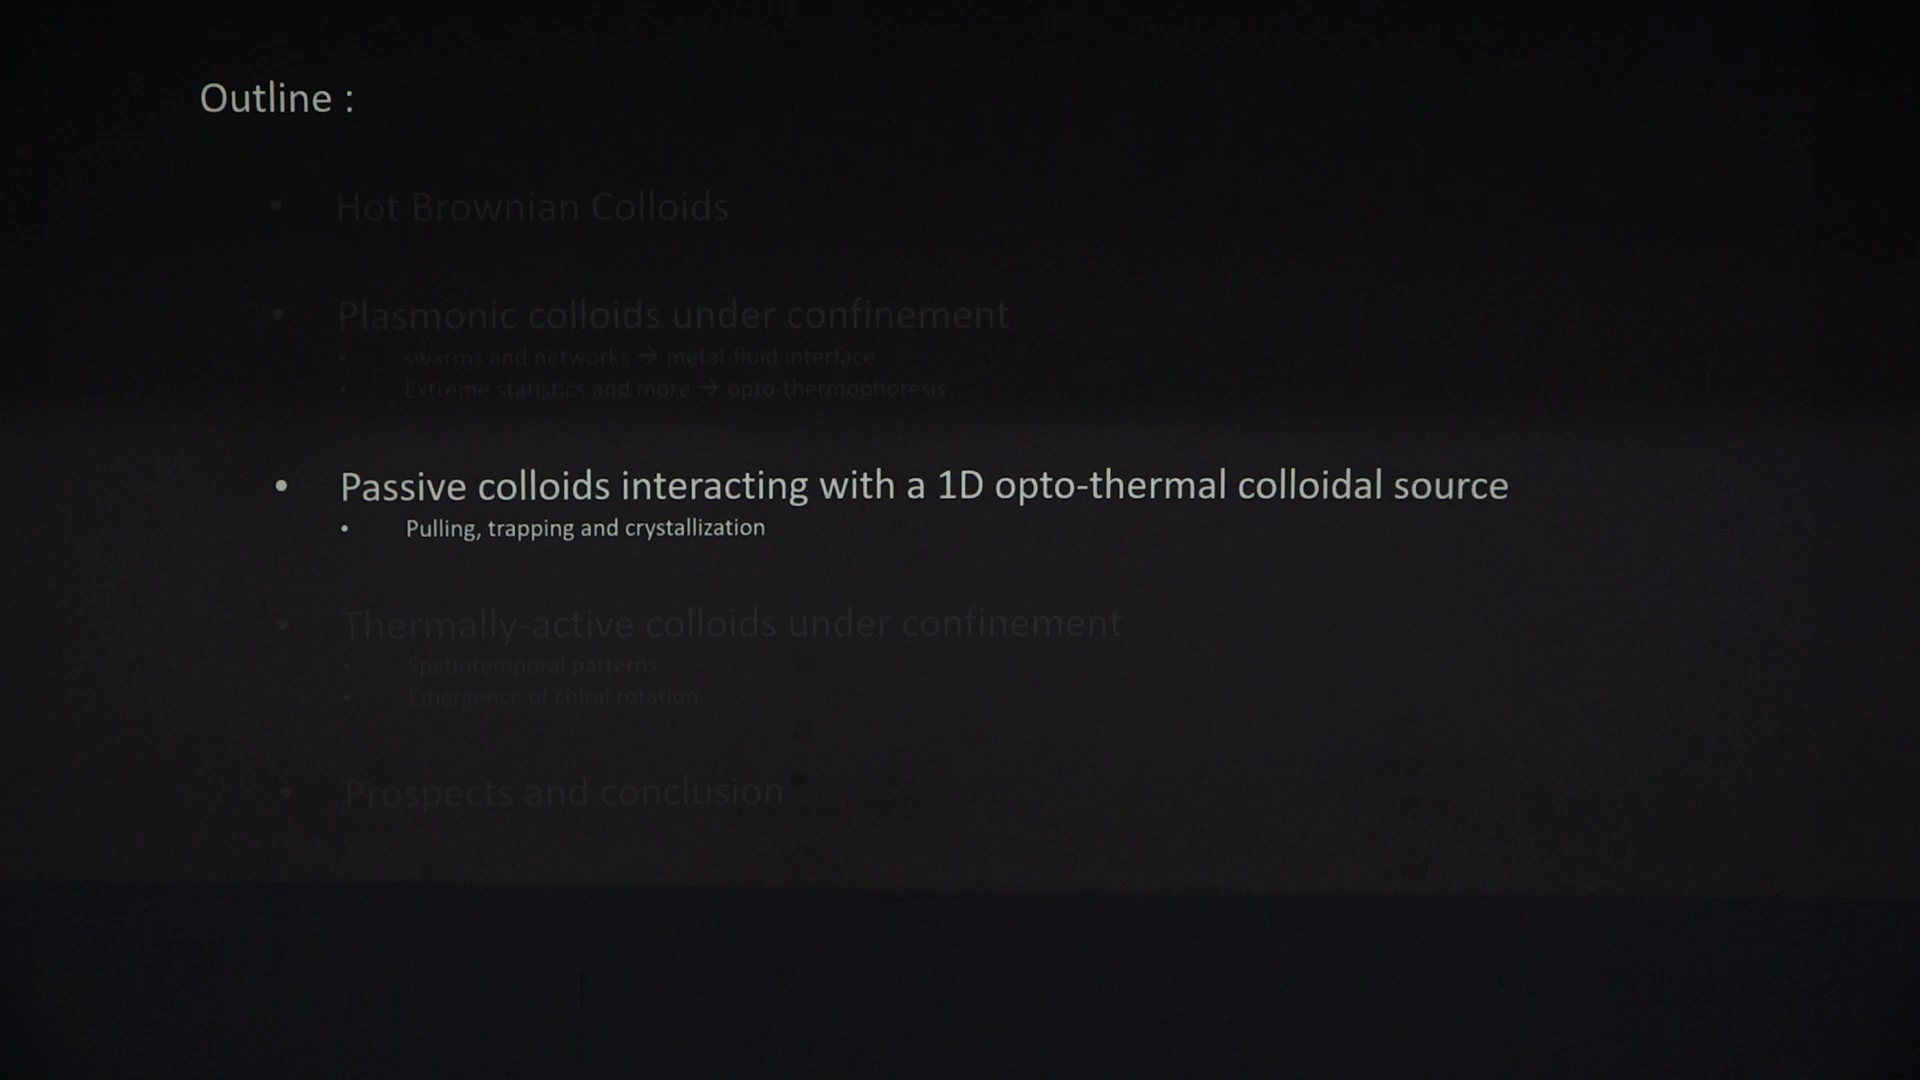 Outline :
• Hot Brownian Colloids
• Plasmonic colloids under confinement
• swarms and networks → metal-fluid interface
• Extreme statistics and more → opto-thermophoresis
• Passive colloids interacting with a 1D opto-thermal colloidal source
• Pulling, trapping and crystallization
• Thermally-active colloids under confinement
• Spatiotemporal patterns
• Emergence of chiral rotation
• Prospects and conclusion